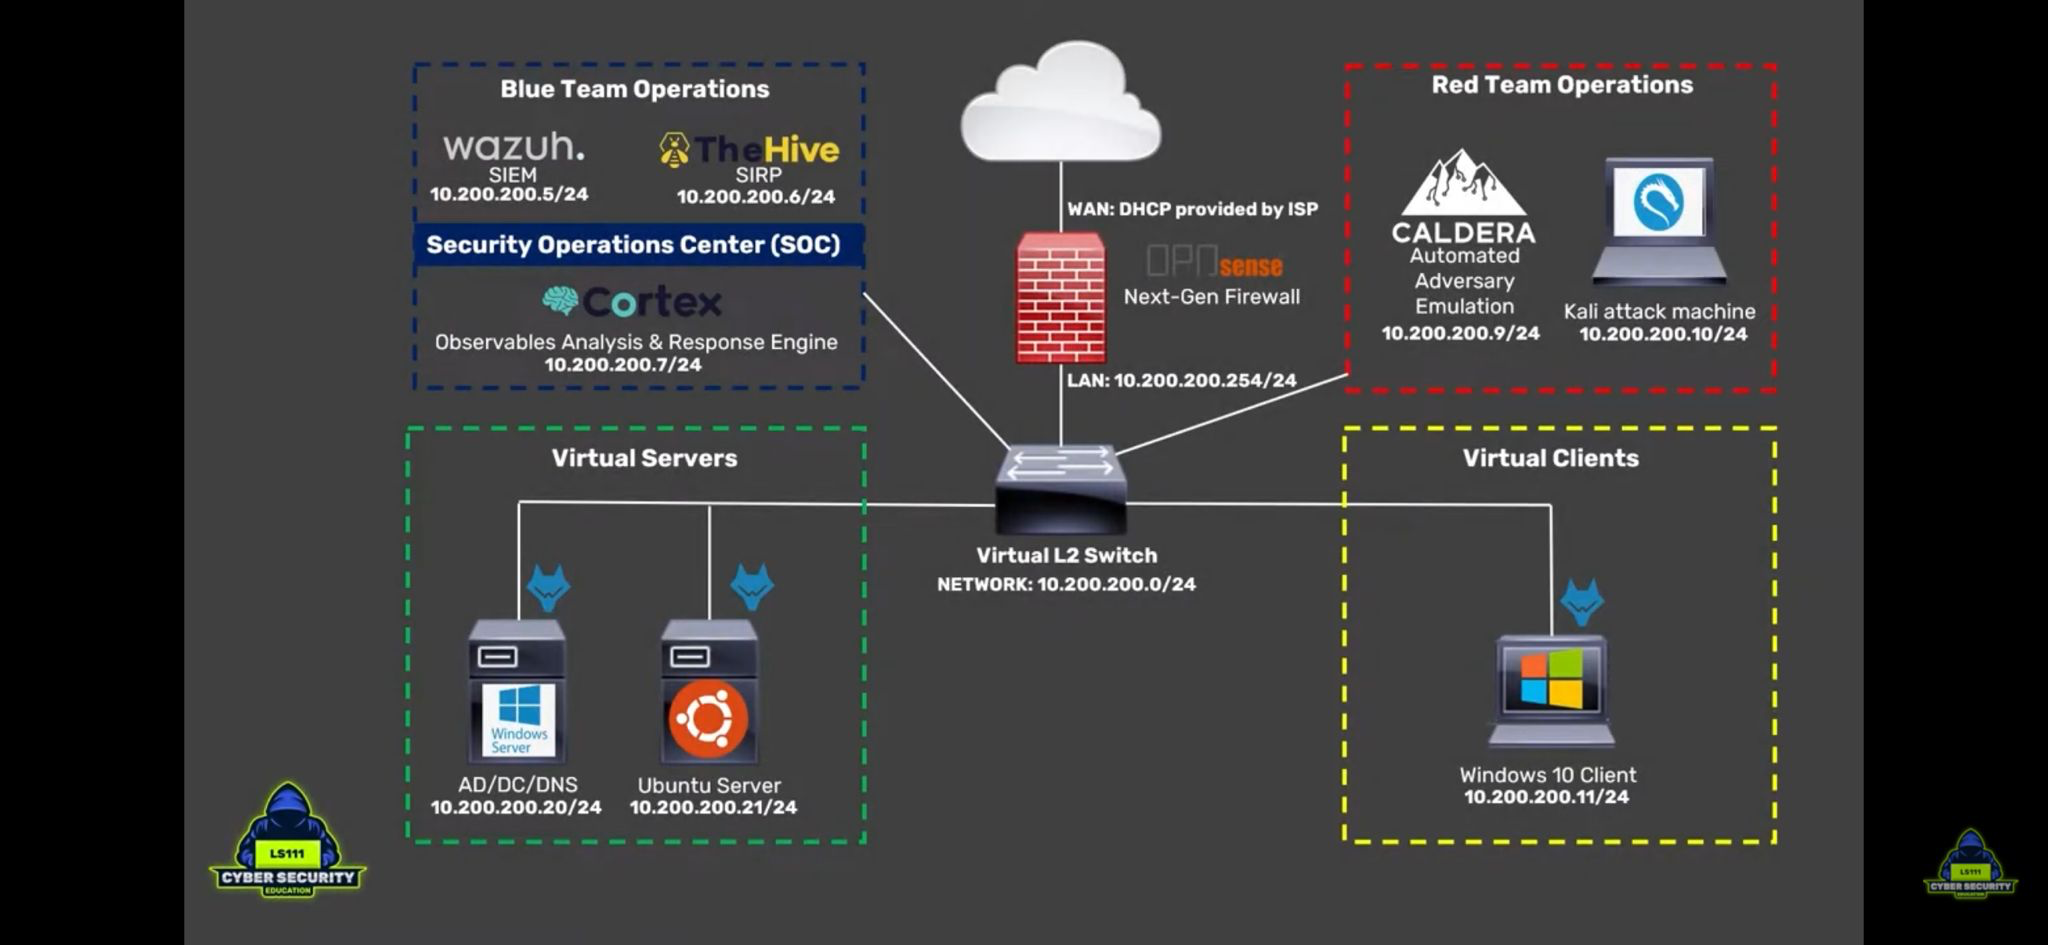 Blue Team Operations
wazuh.
SIEM
10.200.200.5/24
TheHive
SIRP
10.200.200.6/24
Security Operations Center (SOC)
Cortex
Observables Analysis & Response Engine
10.200.200.7/24
WAN: DHCP provided by ISP
OPNsense
Next-Gen Firewall
LAN: 10.200.200.254/24
Red Team Operations
CALDERA
Automated
Adversary
Emulation
10.200.200.9/24
Kali attack machine
10.200.200.10/24
Virtual Servers
Windows
Server
AD/DC/DNS
10.200.200.20/24
Ubuntu Server
10.200.200.21/24
Virtual L2 Switch
NETWORK: 10.200.200.0/24
Virtual Clients
Windows 10 Client
10.200.200.11/24
LS111
CYBER SECURITY
EDUCATION
LS111
CYBER SECURITY
EDUCATION